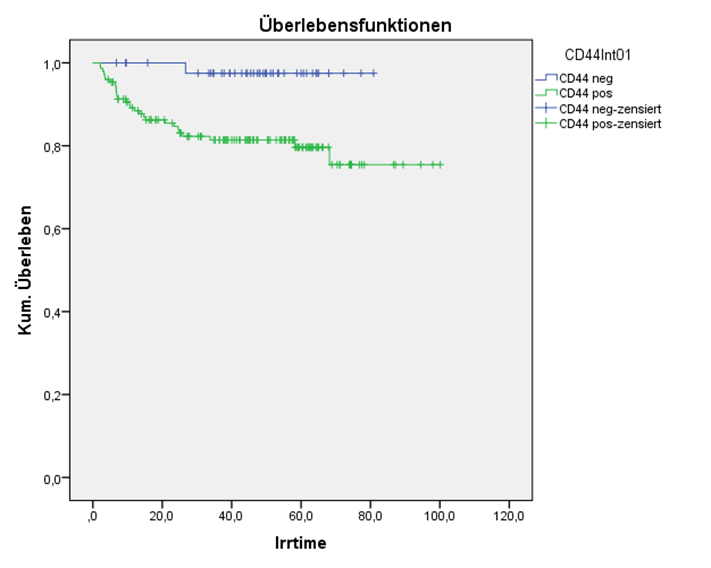 Überlebensfunktionen
CD44Int01
CD44 neg
CD44 pos
CD44 neg-zensiert
CD44 pos-zensiert
Kum. Überleben
1,0
0,8
0,6
0,4
0,2
0,0
,0 20,0 40,0 60,0 80,0 100,0 120,0
Irrtime